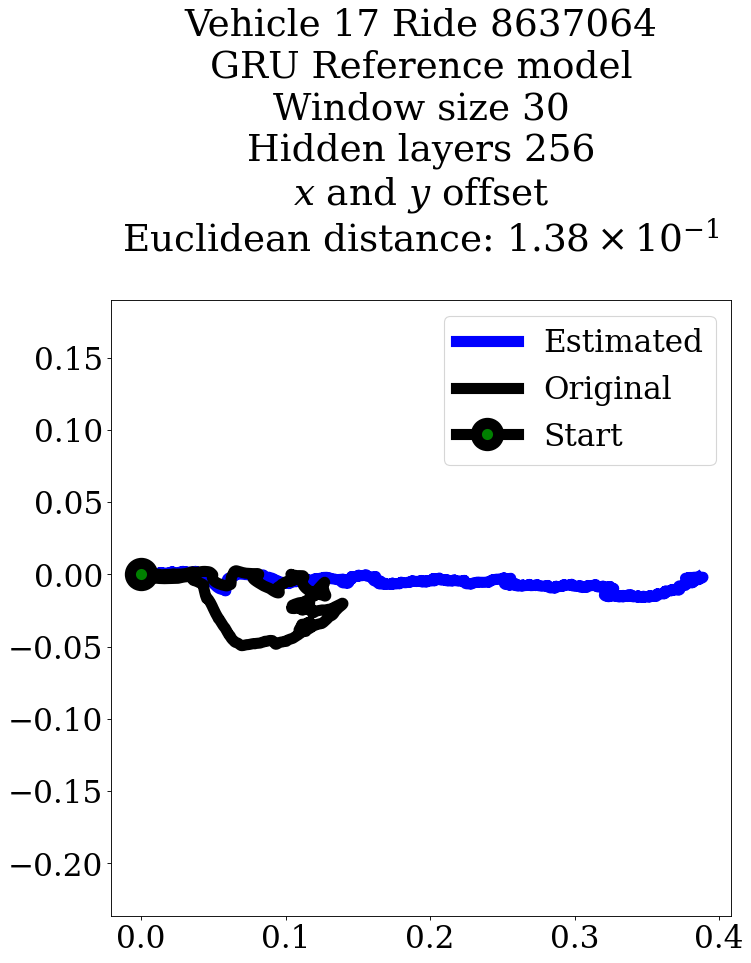 Vehicle 17 Ride 8637064
GRU Reference model
Window size 30
Hidden layers 256
x and y offset
Euclidean distance: 1.38 × 10⁻¹
Estimated
Original
Start
0.15
0.10
0.05
0.00
−0.05
−0.10
−0.15
−0.20
0.0 0.1 0.2 0.3 0.4